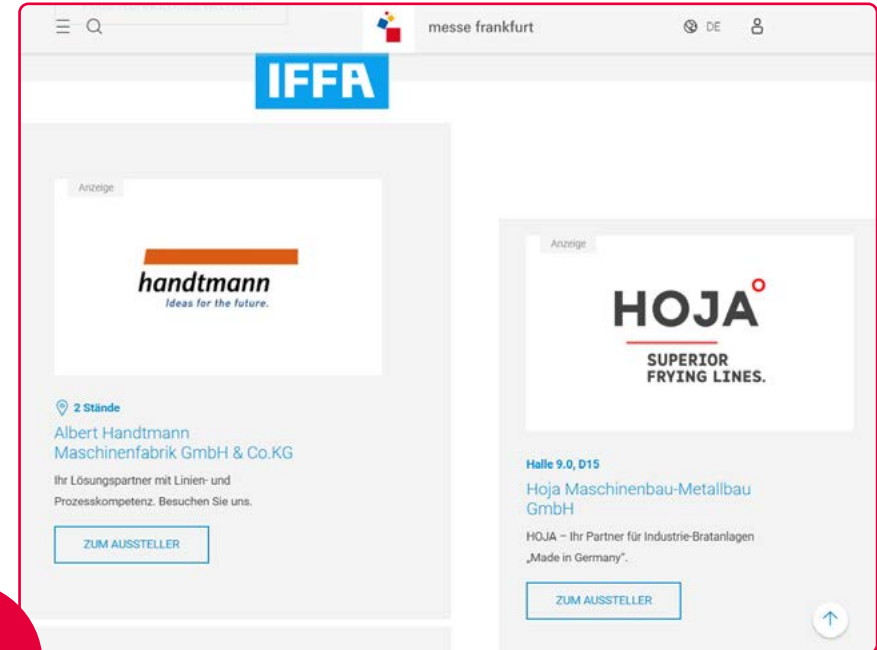 messe frankfurt
DE
IFFA
Anzeige
handtmann
Ideas for the future.
2 Stände
Albert Handtmann
Maschinenfabrik GmbH & Co.KG
Ihr Lösungspartner mit Linien- und
Prozesskompetenz. Besuchen Sie uns.
ZUM AUSSTELLER
Anzeige
HOJA
SUPERIOR
FRYING LINES.
Halle 9.0, D15
Hoja Maschinenbau-Metallbau
GmbH
HOJA – Ihr Partner für Industrie-Bratanlagen
„Made in Germany“.
ZUM AUSSTELLER